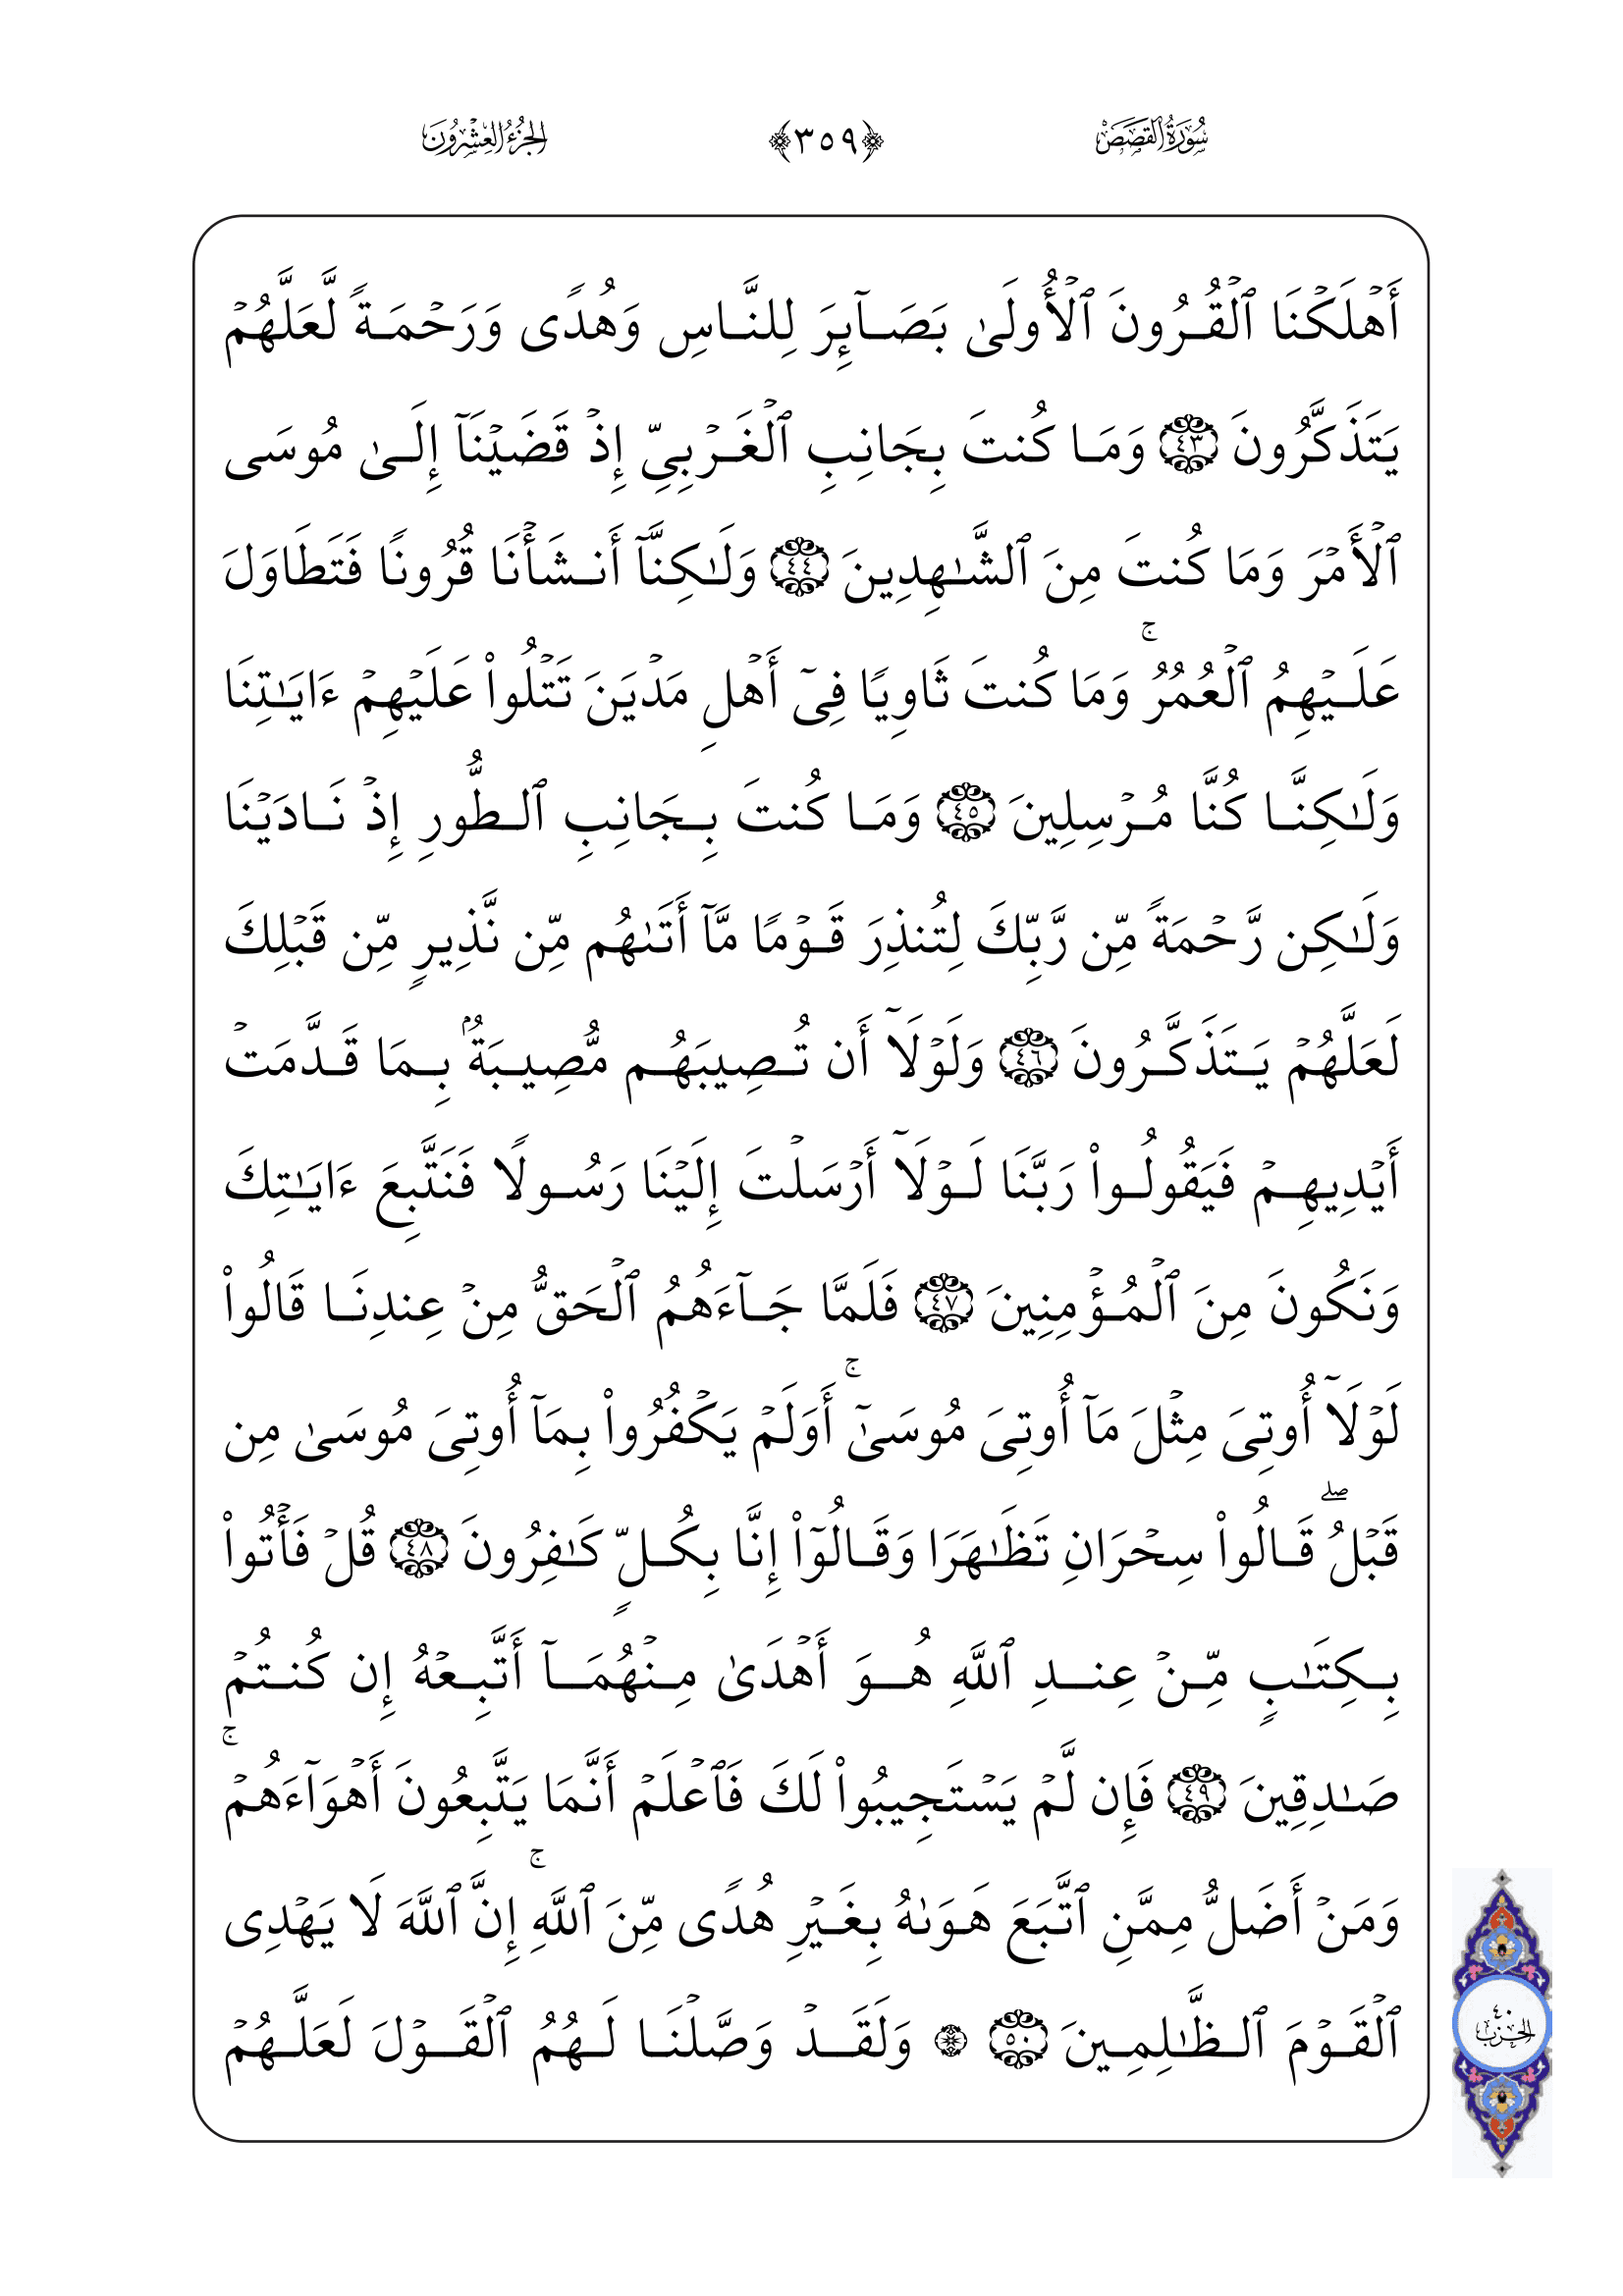 سُورَةُ القَصَصِ ﴿٣٥٩﴾ الجُزْءُ العِشْرُونَ
أَهۡلَكۡنَا ٱلۡقُرُونَ ٱلۡأُولَىٰ بَصَآئِرَ لِلنَّاسِ وَهُدًى وَرَحۡمَةً لَّعَلَّهُمۡ
يَتَذَكَّرُونَ ٤٣ وَمَا كُنتَ بِجَانِبِ ٱلۡغَرۡبِيِّ إِذۡ قَضَيۡنَآ إِلَىٰ مُوسَى
ٱلۡأَمۡرَ وَمَا كُنتَ مِنَ ٱلشَّـٰهِدِينَ ٤٤ وَلَـٰكِنَّآ أَنشَأۡنَا قُرُونًا فَتَطَاوَلَ
عَلَيۡهِمُ ٱلۡعُمُرُۚ وَمَا كُنتَ ثَاوِيًا فِىٓ أَهۡلِ مَدۡيَنَ تَتۡلُواْ عَلَيۡهِمۡ ءَايَـٰتِنَا
وَلَـٰكِنَّا كُنَّا مُرۡسِلِينَ ٤٥ وَمَا كُنتَ بِجَانِبِ ٱلطُّورِ إِذۡ نَادَيۡنَا
وَلَـٰكِن رَّحۡمَةً مِّن رَّبِّكَ لِتُنذِرَ قَوۡمًا مَّآ أَتَىٰهُم مِّن نَّذِيرٍ مِّن قَبۡلِكَ
لَعَلَّهُمۡ يَتَذَكَّرُونَ ٤٦ وَلَوۡلَآ أَن تُصِيبَهُم مُّصِيبَةُۢ بِمَا قَدَّمَتۡ
أَيۡدِيهِمۡ فَيَقُولُواْ رَبَّنَا لَوۡلَآ أَرۡسَلۡتَ إِلَيۡنَا رَسُولًا فَنَتَّبِعَ ءَايَـٰتِكَ
وَنَكُونَ مِنَ ٱلۡمُؤۡمِنِينَ ٤٧ فَلَمَّا جَآءَهُمُ ٱلۡحَقُّ مِنۡ عِندِنَا قَالُواْ
لَوۡلَآ أُوتِىَ مِثۡلَ مَآ أُوتِىَ مُوسَىٰٓۚ أَوَلَمۡ يَكۡفُرُواْ بِمَآ أُوتِىَ مُوسَىٰ مِن
قَبۡلُۖ قَالُواْ سِحۡرَانِ تَظَـٰهَرَا وَقَالُوٓاْ إِنَّا بِكُلٍّ كَـٰفِرُونَ ٤٨ قُلۡ فَأۡتُواْ
بِكِتَـٰبٍ مِّنۡ عِندِ ٱللَّهِ هُوَ أَهۡدَىٰ مِنۡهُمَآ أَتَّبِعۡهُ إِن كُنتُمۡ
صَـٰدِقِينَ ٤٩ فَإِن لَّمۡ يَسۡتَجِيبُواْ لَكَ فَٱعۡلَمۡ أَنَّمَا يَتَّبِعُونَ أَهۡوَآءَهُمۡۚ
وَمَنۡ أَضَلُّ مِمَّنِ ٱتَّبَعَ هَوَىٰهُ بِغَيۡرِ هُدًى مِّنَ ٱللَّهِۚ إِنَّ ٱللَّهَ لَا يَهۡدِى
ٱلۡقَوۡمَ ٱلظَّـٰلِمِينَ ٥٠ ۞ وَلَقَدۡ وَصَّلۡنَا لَهُمُ ٱلۡقَوۡلَ لَعَلَّهُمۡ
٤٠
الحزب